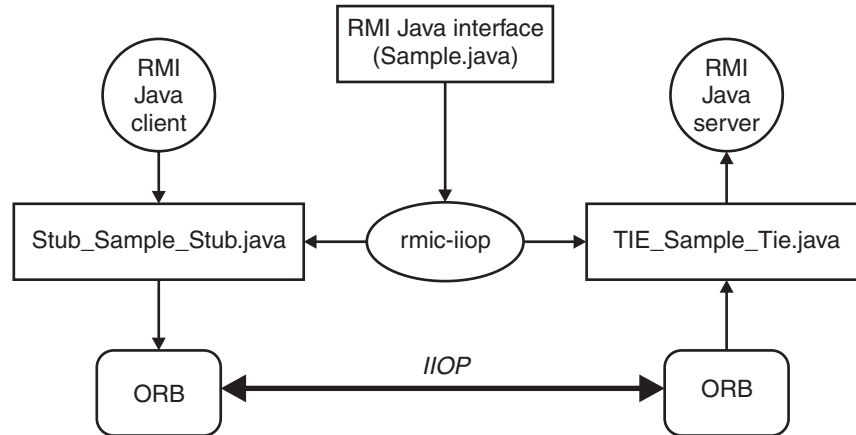 RMI Java interface
(Sample.java)
RMI
Java
client
RMI
Java
server
Stub_Sample_Stub.java
rmic-iiop
TIE_Sample_Tie.java
IIOP
ORB
ORB